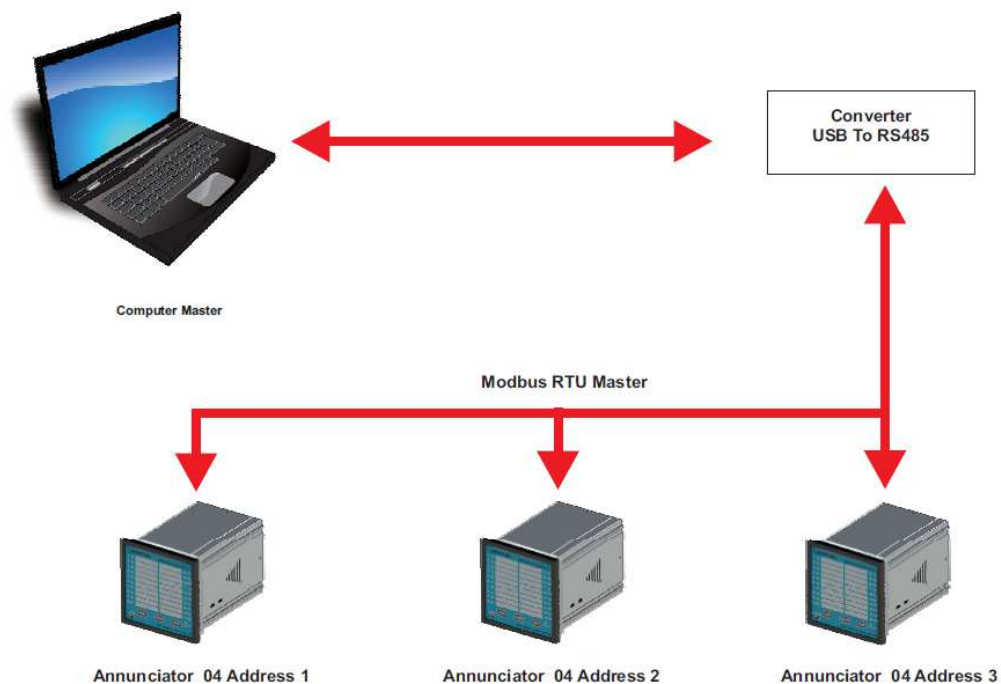 Converter
USB To RS485
Computer Master
Modbus RTU Master
Annunciator 04 Address 1
Annunciator 04 Address 2
Annunciator 04 Address 3